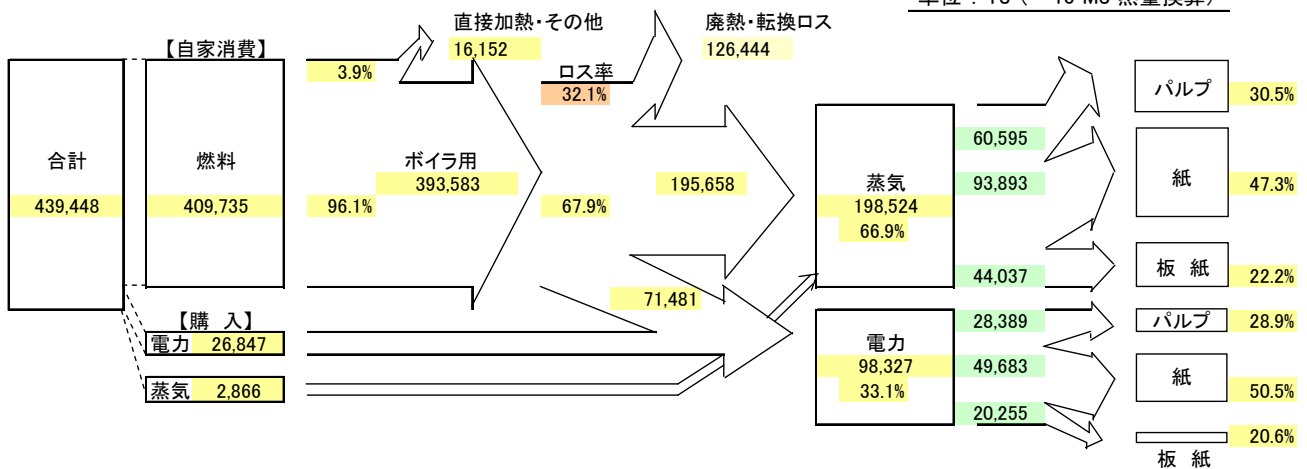 直接加熱・その他
16,152
廃熱・転換ロス
126,444
【自家消費】
3.9%
ロス率
32.1%
合計
439,448
燃料
409,735
96.1%
ボイラ用
393,583
67.9%
195,658
71,481
【購 入】
電力 26,847
蒸気 2,866
蒸気
198,524
66.9%
60,595
93,893
44,037
パルプ 30.5%
紙 47.3%
板 紙 22.2%
電力
98,327
33.1%
28,389
49,683
20,255
パルプ 28.9%
紙 50.5%
20.6%
板 紙